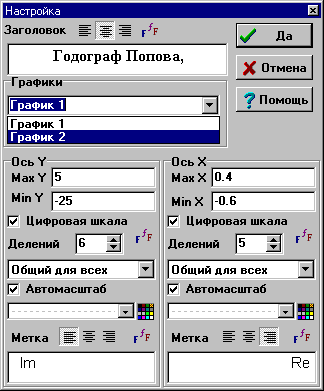 Настройка
Заголовок
F f F
Да
Годограф Попова,
Отмена
Помощь
Графики
График 1
График 1
График 2
Ось Y
Max Y 5
Min Y -25
Цифровая шкала
Делений 6 F f F
Общий для всех
Автомасштаб
Метка F f F
Im
Ось X
Max X 0.4
Min X -0.6
Цифровая шкала
Делений 5 F f F
Общий для всех
Автомасштаб
Метка F f F
Re